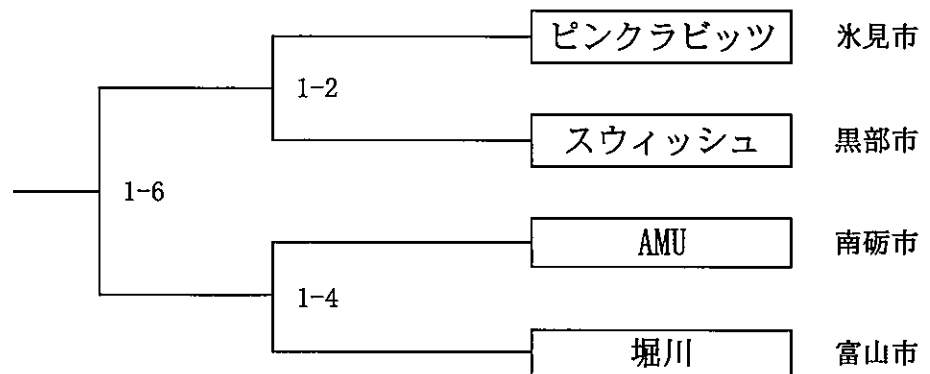 ピンクラビッツ 氷見市
1-2
スウィッシュ 黒部市
1-6
AMU 南砺市
1-4
堀川 富山市